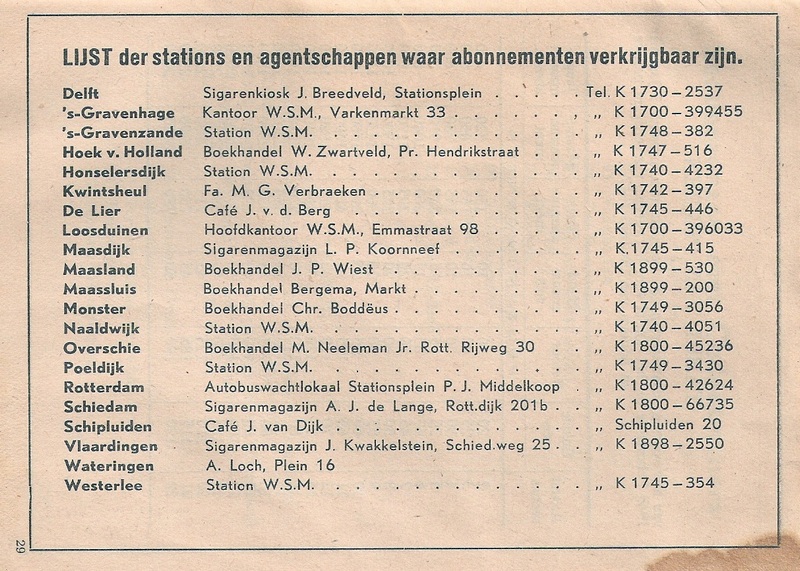 LIJST der stations en agentschappen waar abonnementen verkrijgbaar zijn.
Delft Sigarenkiosk J. Breedveld, Stationsplein . . . . . Tel. K 1730–2537
's-Gravenhage Kantoor W.S.M., Varkenmarkt 33 . . . . . . , „ K 1700–399455
's-Gravenzande Station W.S.M. . . . . . . . . . . . . „ K 1748–382
Hoek v. Holland Boekhandel W. Zwartveld, Pr. Hendrikstraat . . . „ K 1747–516
Honselersdijk Station W.S.M. . . . . . . . . . . . . „ K 1740–4232
Kwintsheul Fa. M. G. Verbraeken . . . . . . . . . . „ K 1742–397
De Lier Café J. v. d. Berg . . . . . . . . . . . „ K 1745–446
Loosduinen Hoofdkantoor W.S.M., Emmastraat 98 . . . . . „ K 1700–396033
Maasdijk Sigarenmagazijn L. P. Koornneef . . . . . . . „ K.1745–415
Maasland Boekhandel J. P. Wiest . . . . . . . . . „ K 1899–530
Maassluis Boekhandel Bergema, Markt . . . . . . . . „ K 1899–200
Monster Boekhandel Chr. Boddëus . . . . . . . . . „ K 1749–3056
Naaldwijk Station W.S.M. . . . . . . . . . . . . „ K 1740–4051
Overschie Boekhandel M. Neeleman Jr. Rott. Rijweg 30 . . „ K 1800–45236
Poeldijk Station W.S.M. . . . . . . . . . . . . „ K 1749–3430
Rotterdam Autobuswachtlokaal Stationsplein P. J. Middelkoop . „ K 1800–42624
Schiedam Sigarenmagazijn A. J. de Lange, Rott.dijk 201b . . „ K 1800–66735
Schipluiden Café J. van Dijk . . . . . . . . . . . „ Schipluiden 20
Vlaardingen Sigarenmagazijn J. Kwakkelstein, Schied.weg 25 . . „ K 1898–2550
Wateringen A. Loch, Plein 16
Westerlee Station W.S.M. . . . . . . . . . . . . „ K 1745–354
29